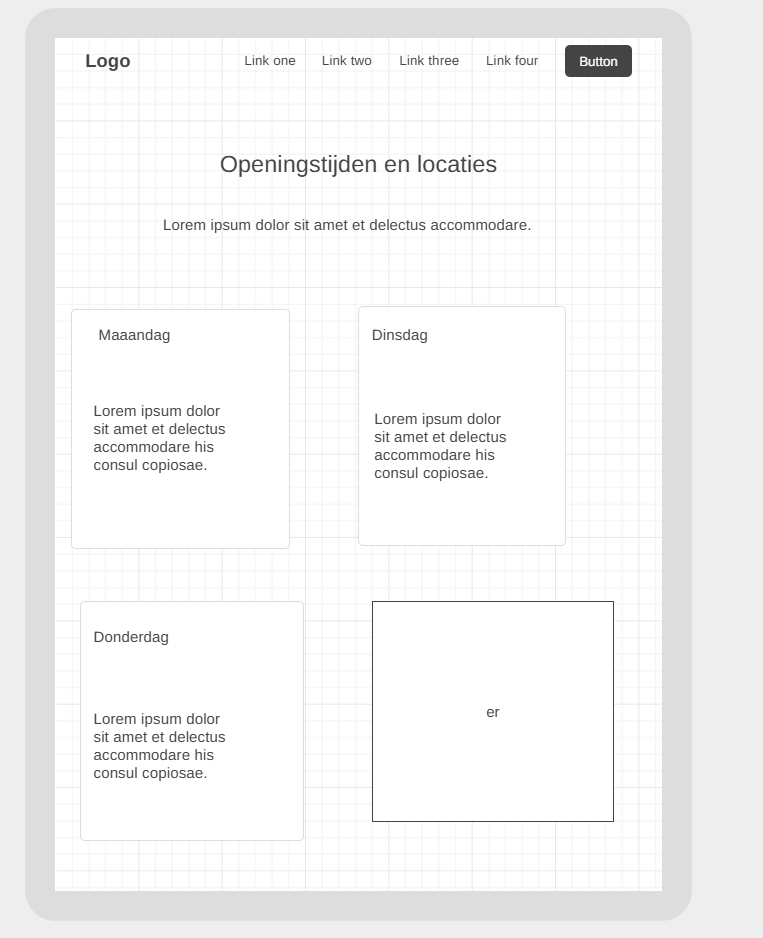 Logo
Link one
Link two
Link three
Link four
Button
Openingstijden en locaties
Lorem ipsum dolor sit amet et delectus accommodare.
Maaandag
Lorem ipsum dolor
sit amet et delectus
accommodare his
consul copiosae.
Dinsdag
Lorem ipsum dolor
sit amet et delectus
accommodare his
consul copiosae.
Donderdag
Lorem ipsum dolor
sit amet et delectus
accommodare his
consul copiosae.
er